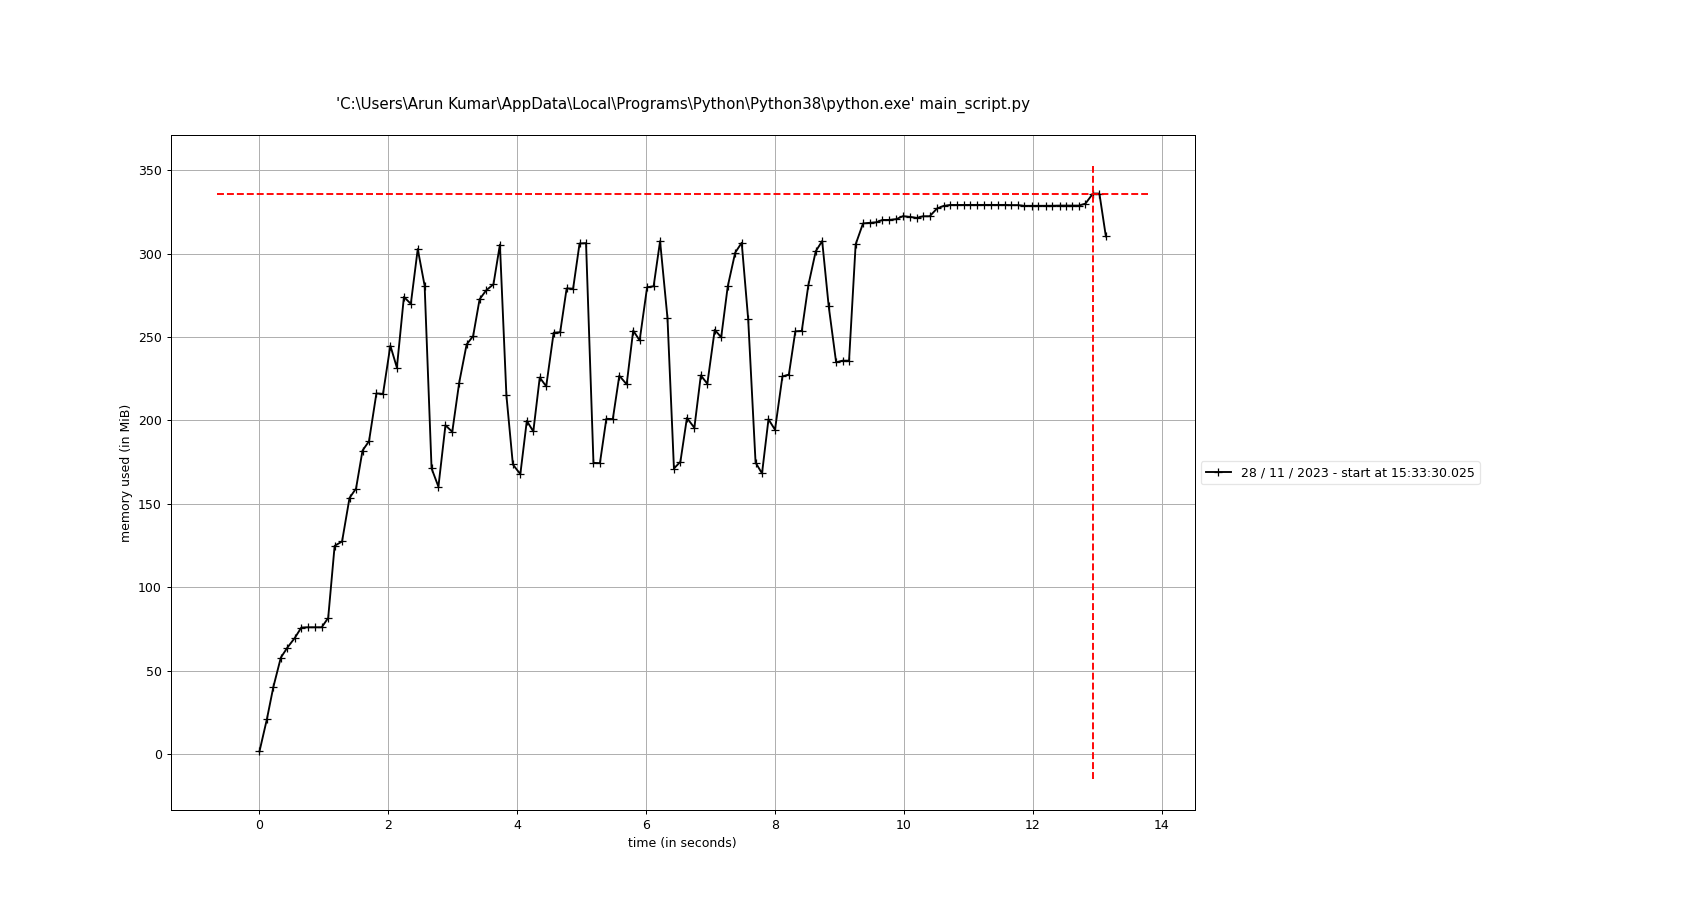 'C:\Users\Arun Kumar\AppData\Local\Programs\Python\Python38\python.exe' main_script.py
350
300
250
200
150
100
50
0
memory used (in MiB)
28 / 11 / 2023 - start at 15:33:30.025
0 2 4 6 8 10 12 14
time (in seconds)